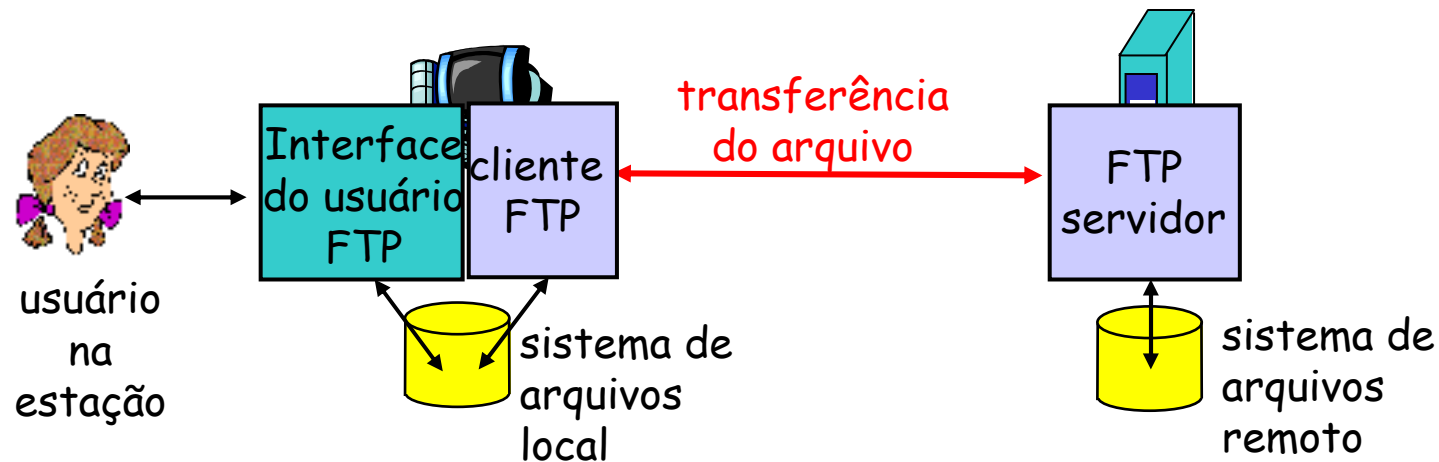 transferência
do arquivo
Interface
do usuário
FTP
cliente
FTP
FTP
servidor
usuário
na
estação
sistema de
arquivos
local
sistema de
arquivos
remoto